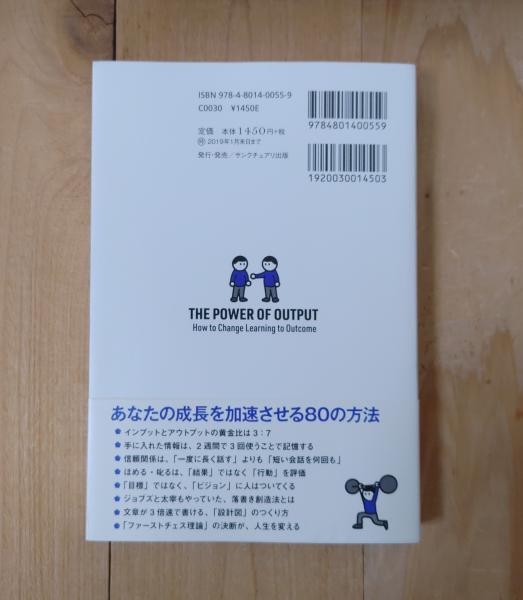 ISBN 978-4-8014-0055-9
C0030 ¥1450E
定価 本体1450円+税
特2019年1月末日まで
発行・発売/サンクチュアリ出版
9784801400559
1920030014503
THE POWER OF OUTPUT
How to Change Learning to Outcome
あなたの成長を加速させる80の方法
インプットとアウトプットの黄金比は3:7
手に入れた情報は、2週間で3回使うことで記憶する
信頼関係は、「一度に長く話す」よりも「短い会話を何回も」
ほめる・叱るは、「結果」ではなく「行動」を評価
「目標」ではなく、「ビジョン」に人はついてくる
ジョブズと太宰もやっていた、落書き創造法とは
文章が3倍速で書ける、「設計図」のつくり方
「ファーストチェス理論」の決断が、人生を変える